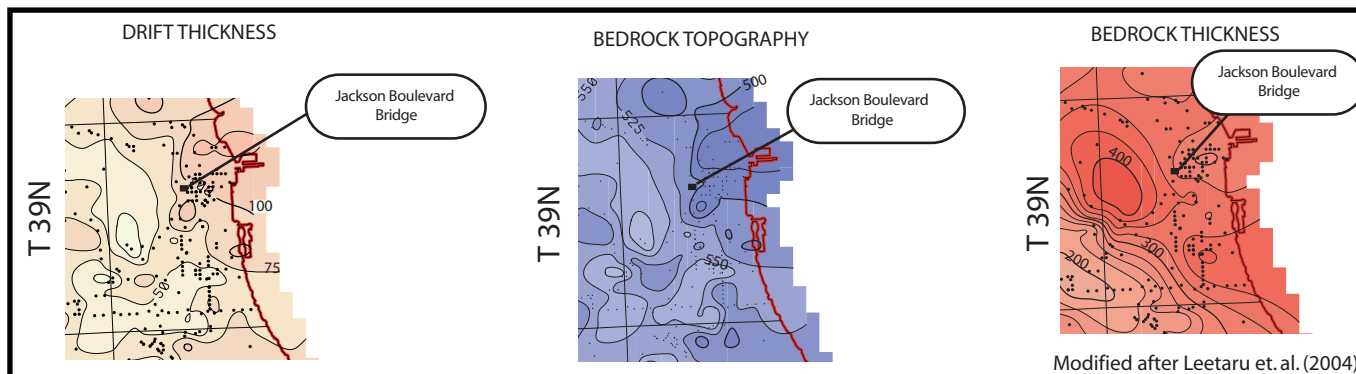 DRIFT THICKNESS
Jackson Boulevard
Bridge
T 39N
100
75
50
BEDROCK TOPOGRAPHY
Jackson Boulevard
Bridge
T 39N
550
500
525
550
BEDROCK THICKNESS
Jackson Boulevard
Bridge
T 39N
400
300
200
Modified after Leetaru et. al. (2004)